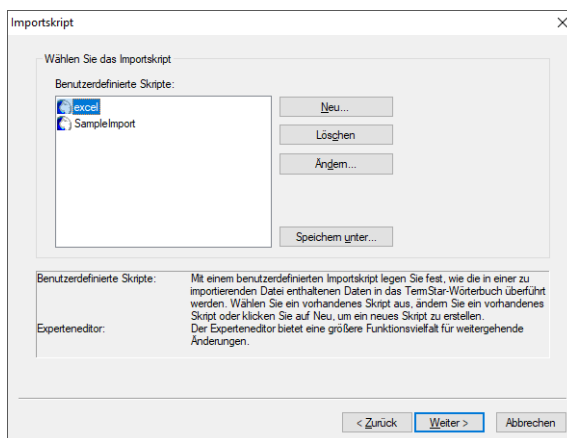 Importskript
Wählen Sie das Importskript
Benutzerdefinierte Skripte:
excel
SampleImport
Neu...
Löschen
Ändern...
Speichern unter...
Benutzerdefinierte Skripte: Mit einem benutzerdefinierten Importskript legen Sie fest, wie die in einer zu
importierenden Datei enthaltenen Daten in das TermStar-Wörterbuch überführt
werden. Wählen Sie ein vorhandenes Skript aus, ändern Sie ein vorhandenes
Skript oder klicken Sie auf Neu, um ein neues Skript zu erstellen.
Experteneditor: Der Experteneditor bietet eine größere Funktionsvielfalt für weitergehende
Änderungen.
< Zurück Weiter > Abbrechen